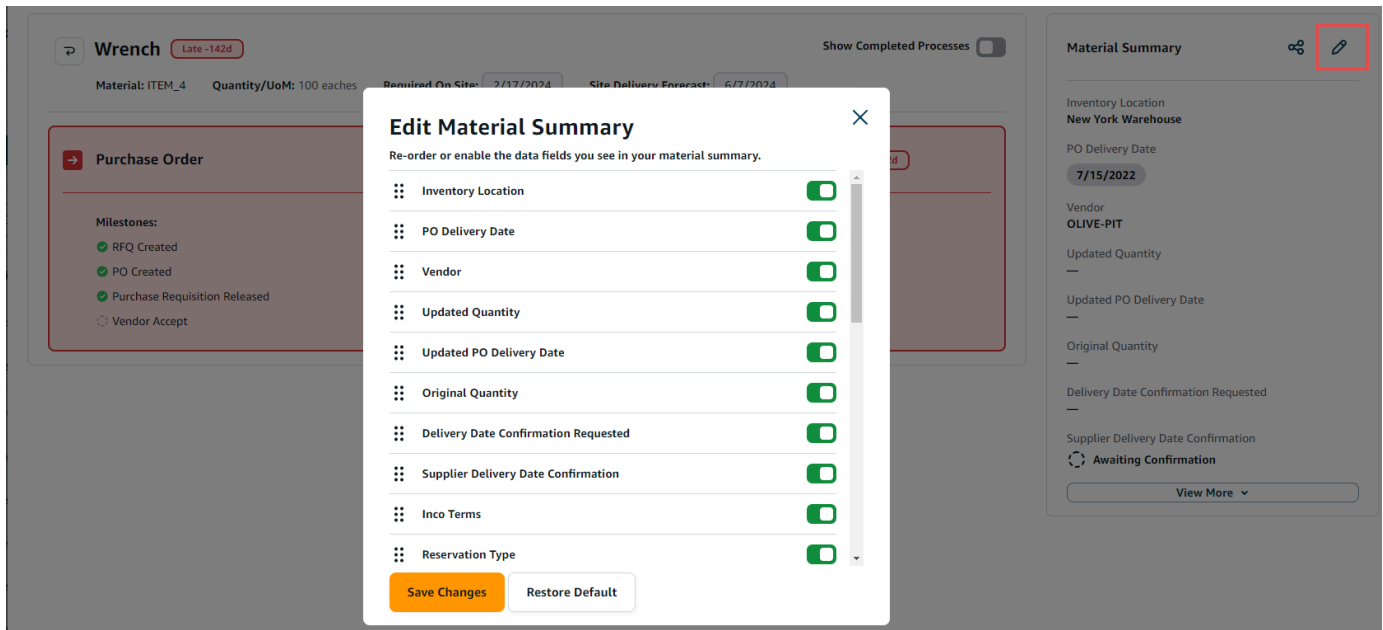 Wrench
Late -142d
Show Completed Processes
Material: ITEM_4 Quantity/UoM: 100 eaches Required On Site: 2/17/2024 Site Delivery Forecast: 6/7/2024
Purchase Order
Milestones:
RFQ Created
PO Created
Purchase Requisition Released
Vendor Accept
Edit Material Summary
Re-order or enable the data fields you see in your material summary.
Inventory Location
PO Delivery Date
Vendor
Updated Quantity
Updated PO Delivery Date
Original Quantity
Delivery Date Confirmation Requested
Supplier Delivery Date Confirmation
Inco Terms
Reservation Type
Save Changes
Restore Default
Material Summary
Inventory Location
New York Warehouse
PO Delivery Date
7/15/2022
Vendor
OLIVE-PIT
Updated Quantity
—
Updated PO Delivery Date
—
Original Quantity
—
Delivery Date Confirmation Requested
—
Supplier Delivery Date Confirmation
Awaiting Confirmation
View More